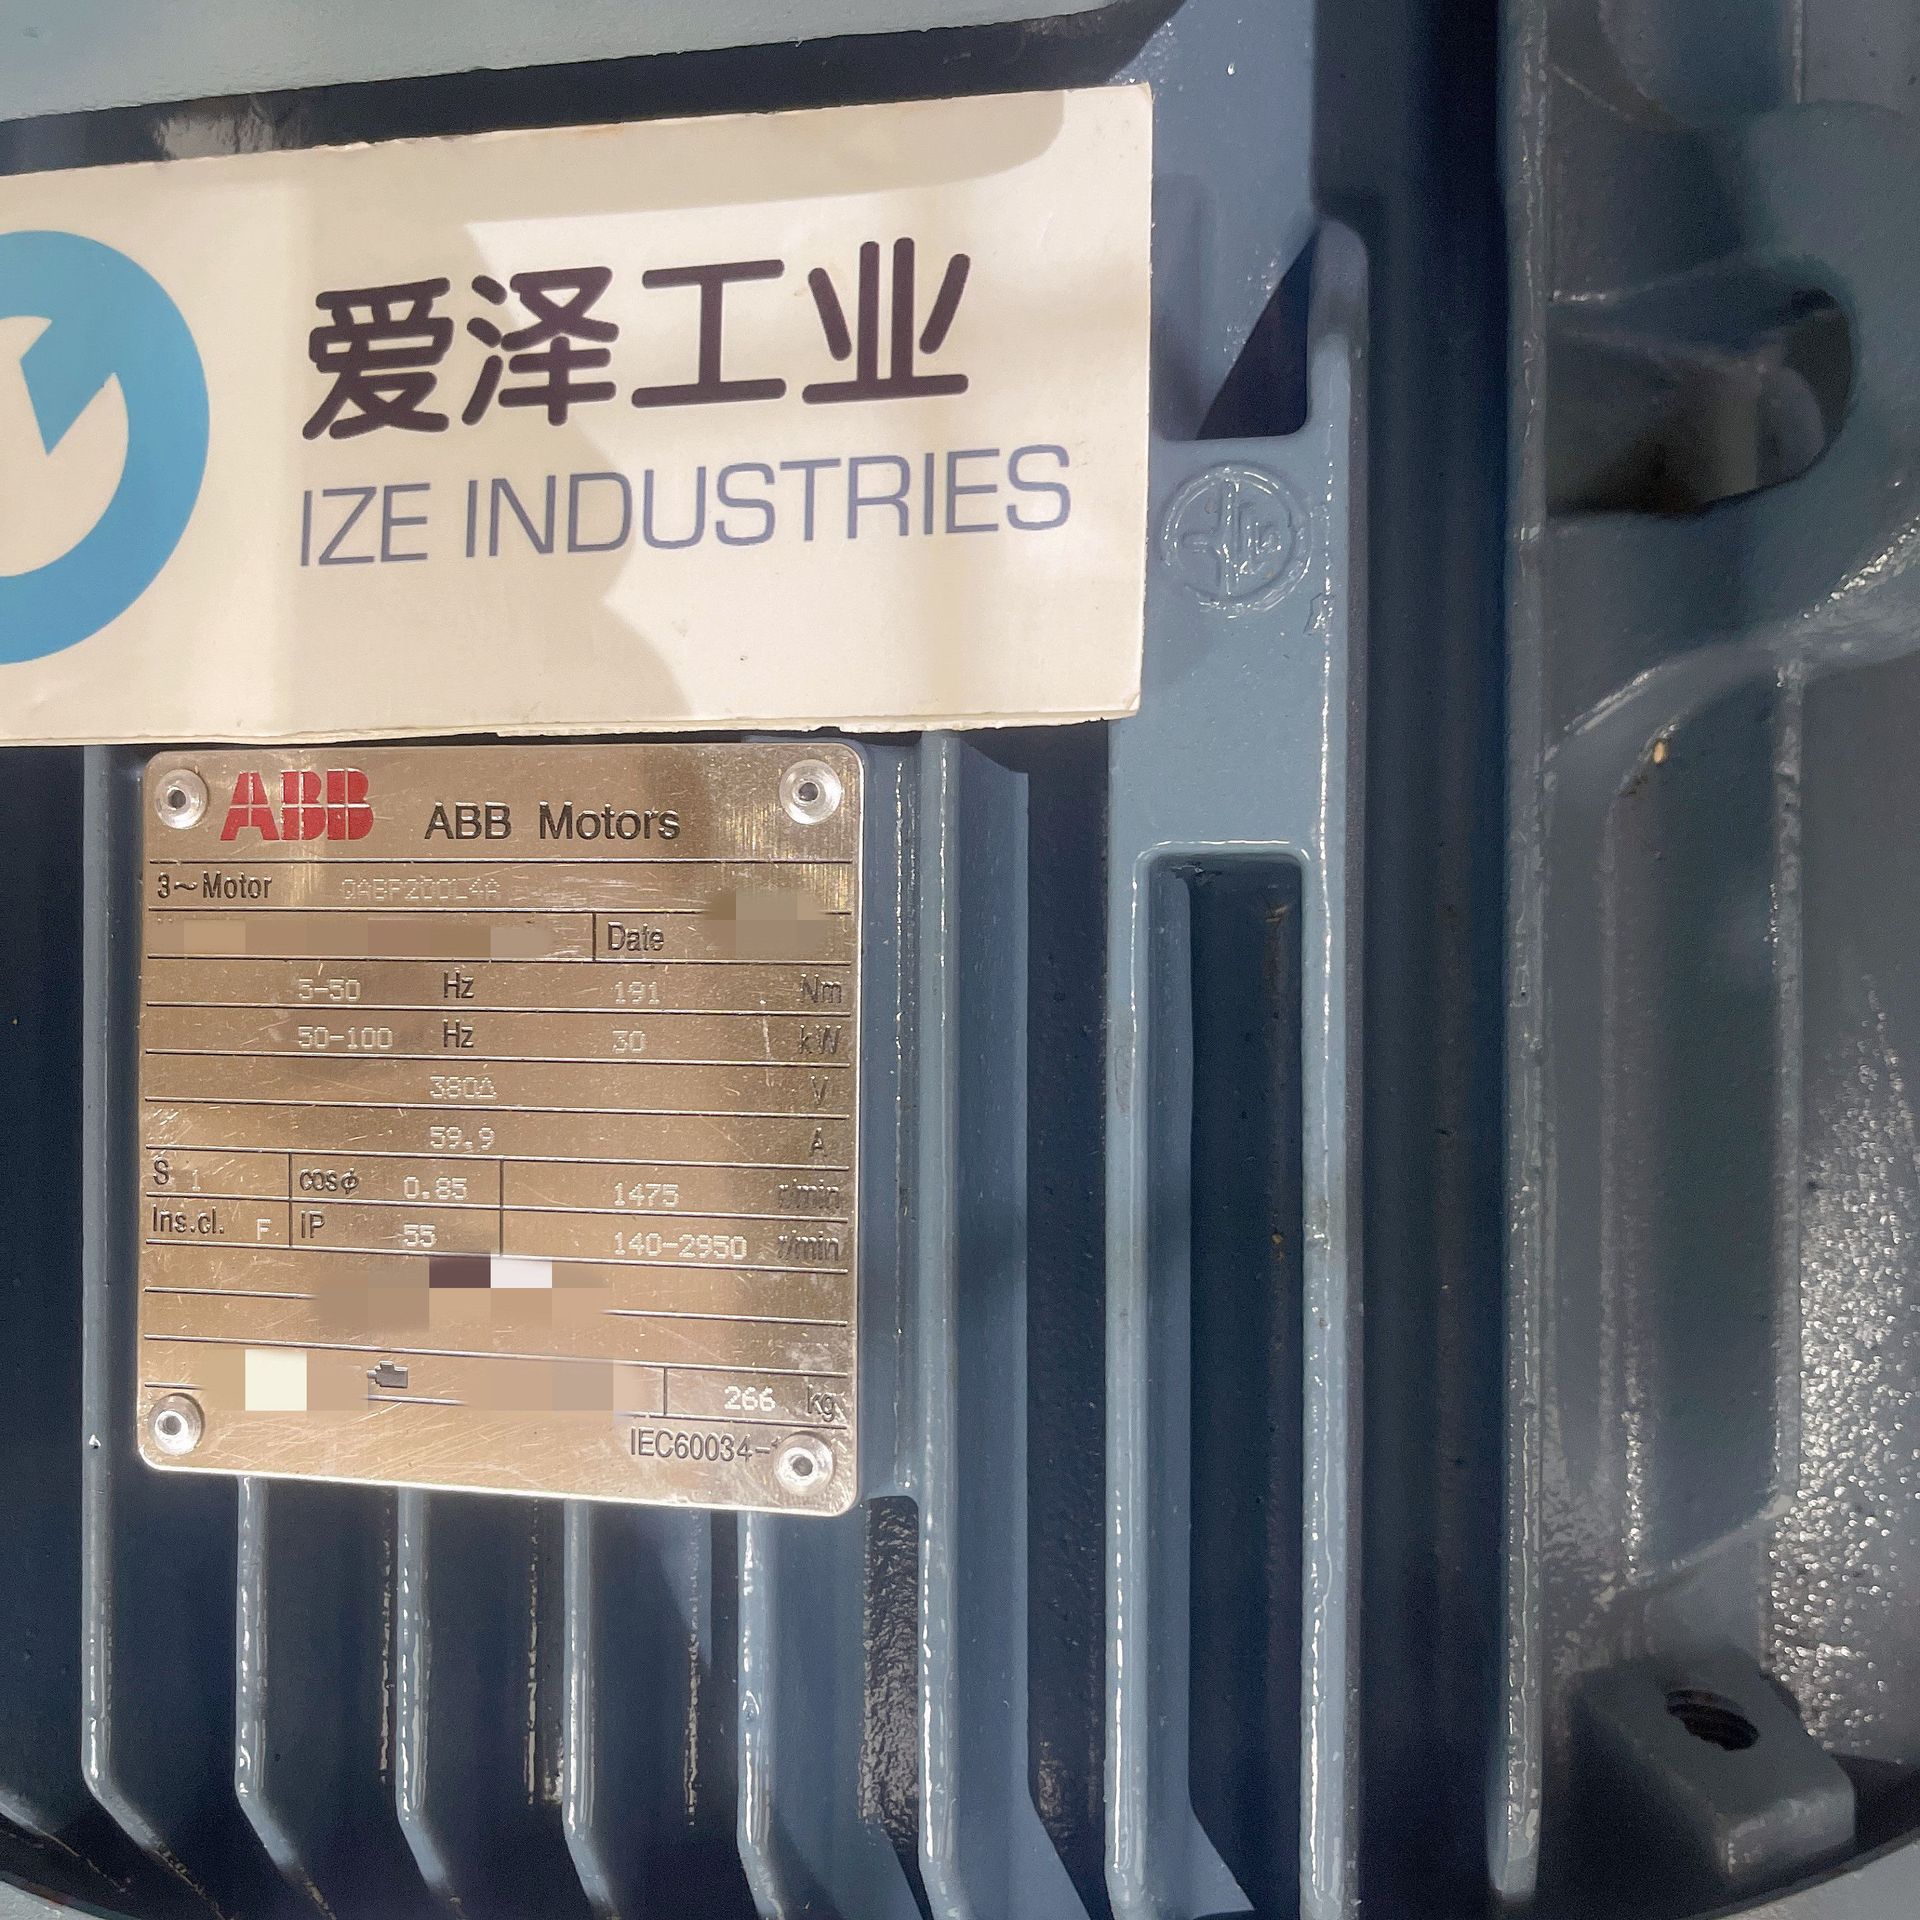 爱泽工业
IZE INDUSTRIES
ABB ABB Motors
3~Motor QABP200L4A
Date
5-50 Hz 191 Nm
50-100 Hz 30 kW
380Δ V
59.9 A
S 1 cosφ 0.85 1475 r/min
Ins.cl. F IP 55 140-2950 r/min
266 kg
IEC60034-